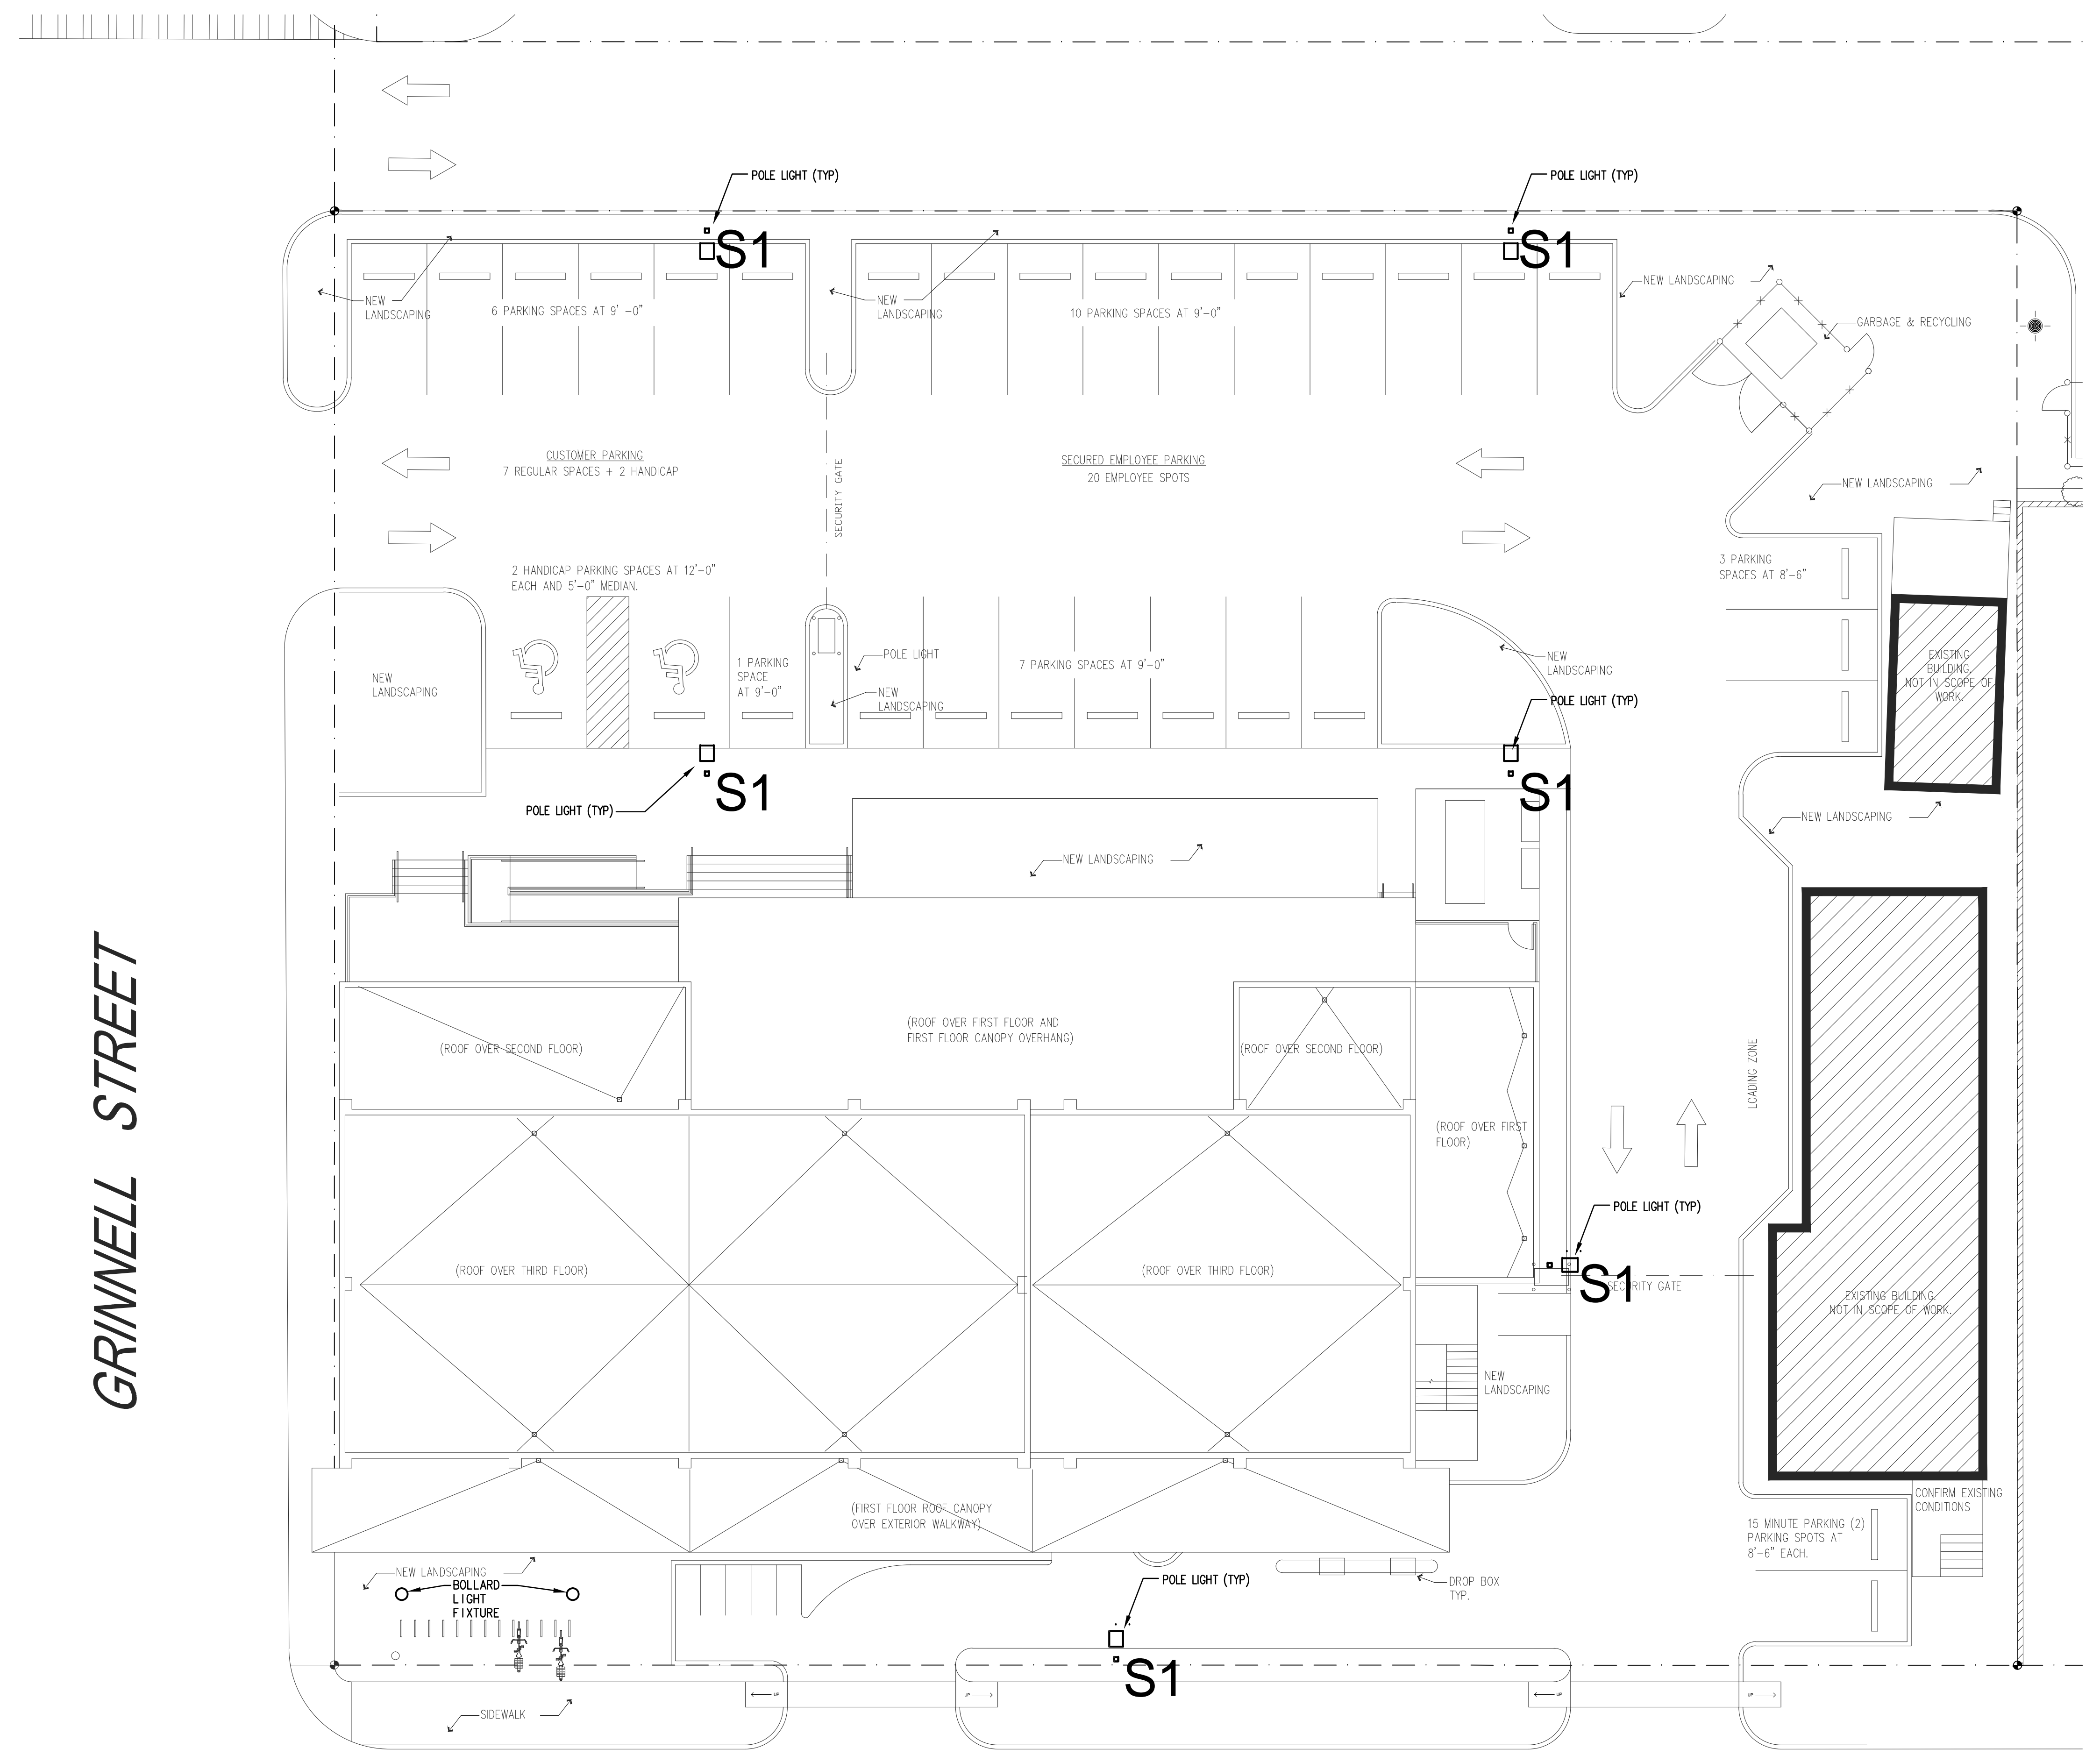 POLE LIGHT (TYP)
POLE LIGHT (TYP)
S1
S1
NEW
LANDSCAPING
6 PARKING SPACES AT 9' -0"
NEW
LANDSCAPING
10 PARKING SPACES AT 9'-0"
NEW LANDSCAPING
GARBAGE & RECYCLING
CUSTOMER PARKING
7 REGULAR SPACES + 2 HANDICAP
SECURITY GATE
SECURED EMPLOYEE PARKING
20 EMPLOYEE SPOTS
NEW LANDSCAPING
2 HANDICAP PARKING SPACES AT 12'-0"
EACH AND 5'-0" MEDIAN.
3 PARKING
SPACES AT 8'-6"
NEW
LANDSCAPING
1 PARKING
SPACE
AT 9'-0"
POLE LIGHT
NEW
LANDSCAPING
7 PARKING SPACES AT 9'-0"
NEW
LANDSCAPING
POLE LIGHT (TYP)
EXISTING
BUILDING.
NOT IN SCOPE OF
WORK.
S1
S1
POLE LIGHT (TYP)
NEW LANDSCAPING
NEW LANDSCAPING
GRINNELL STREET
(ROOF OVER SECOND FLOOR)
(ROOF OVER FIRST FLOOR AND
FIRST FLOOR CANOPY OVERHANG)
(ROOF OVER SECOND FLOOR)
(ROOF OVER FIRST
FLOOR)
LOADING ZONE
POLE LIGHT (TYP)
(ROOF OVER THIRD FLOOR)
(ROOF OVER THIRD FLOOR)
S1
SECURITY GATE
EXISTING BUILDING.
NOT IN SCOPE OF WORK.
NEW
LANDSCAPING
(FIRST FLOOR ROOF CANOPY
OVER EXTERIOR WALKWAY)
CONFIRM EXISTING
CONDITIONS
15 MINUTE PARKING (2)
PARKING SPOTS AT
8'-6" EACH.
NEW LANDSCAPING
BOLLARD
LIGHT
FIXTURE
POLE LIGHT (TYP)
DROP BOX
TYP.
S1
UP
UP
UP
UP
SIDEWALK